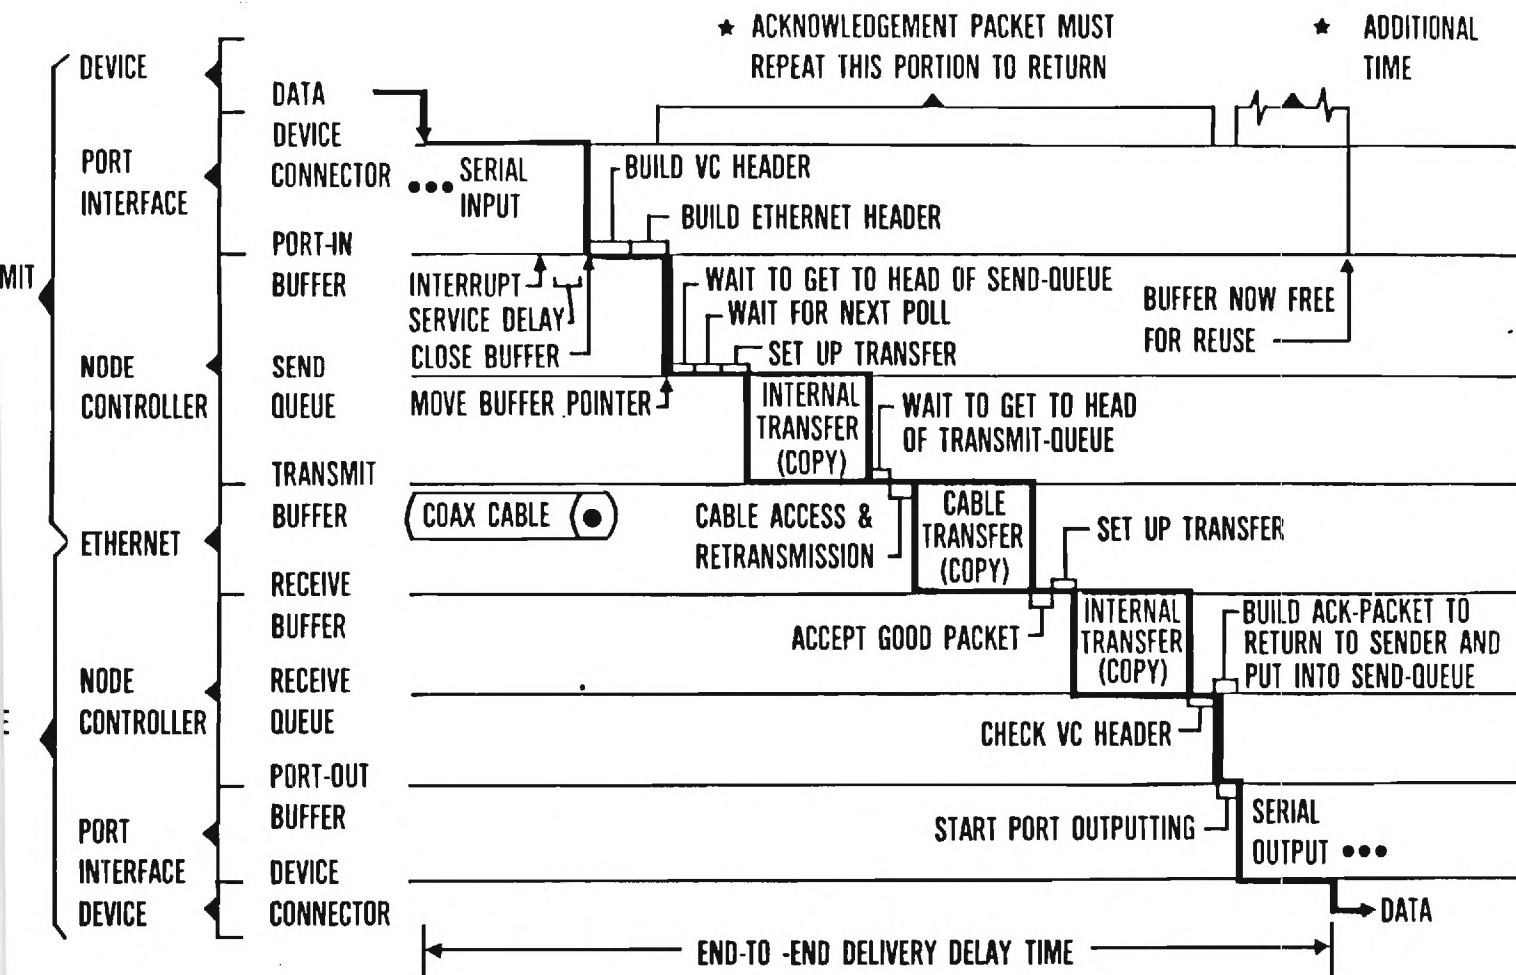 ★ ACKNOWLEDGEMENT PACKET MUST
REPEAT THIS PORTION TO RETURN
★ ADDITIONAL
TIME
DEVICE
PORT
INTERFACE
MIT
NODE
CONTROLLER
ETHERNET
NODE
CONTROLLER
E
PORT
INTERFACE
DEVICE
DATA
DEVICE
CONNECTOR
PORT-IN
BUFFER
SEND
QUEUE
TRANSMIT
BUFFER
RECEIVE
BUFFER
RECEIVE
QUEUE
PORT-OUT
BUFFER
DEVICE
CONNECTOR
••• SERIAL
INPUT
BUILD VC HEADER
BUILD ETHERNET HEADER
INTERRUPT
SERVICE DELAY
CLOSE BUFFER
MOVE BUFFER POINTER
WAIT TO GET TO HEAD OF SEND-QUEUE
WAIT FOR NEXT POLL
SET UP TRANSFER
BUFFER NOW FREE
FOR REUSE
INTERNAL
TRANSFER
(COPY)
WAIT TO GET TO HEAD
OF TRANSMIT-QUEUE
COAX CABLE
CABLE ACCESS &
RETRANSMISSION
CABLE
TRANSFER
(COPY)
SET UP TRANSFER
ACCEPT GOOD PACKET
INTERNAL
TRANSFER
(COPY)
BUILD ACK-PACKET TO
RETURN TO SENDER AND
PUT INTO SEND-QUEUE
CHECK VC HEADER
START PORT OUTPUTTING
SERIAL
OUTPUT •••
DATA
END-TO -END DELIVERY DELAY TIME